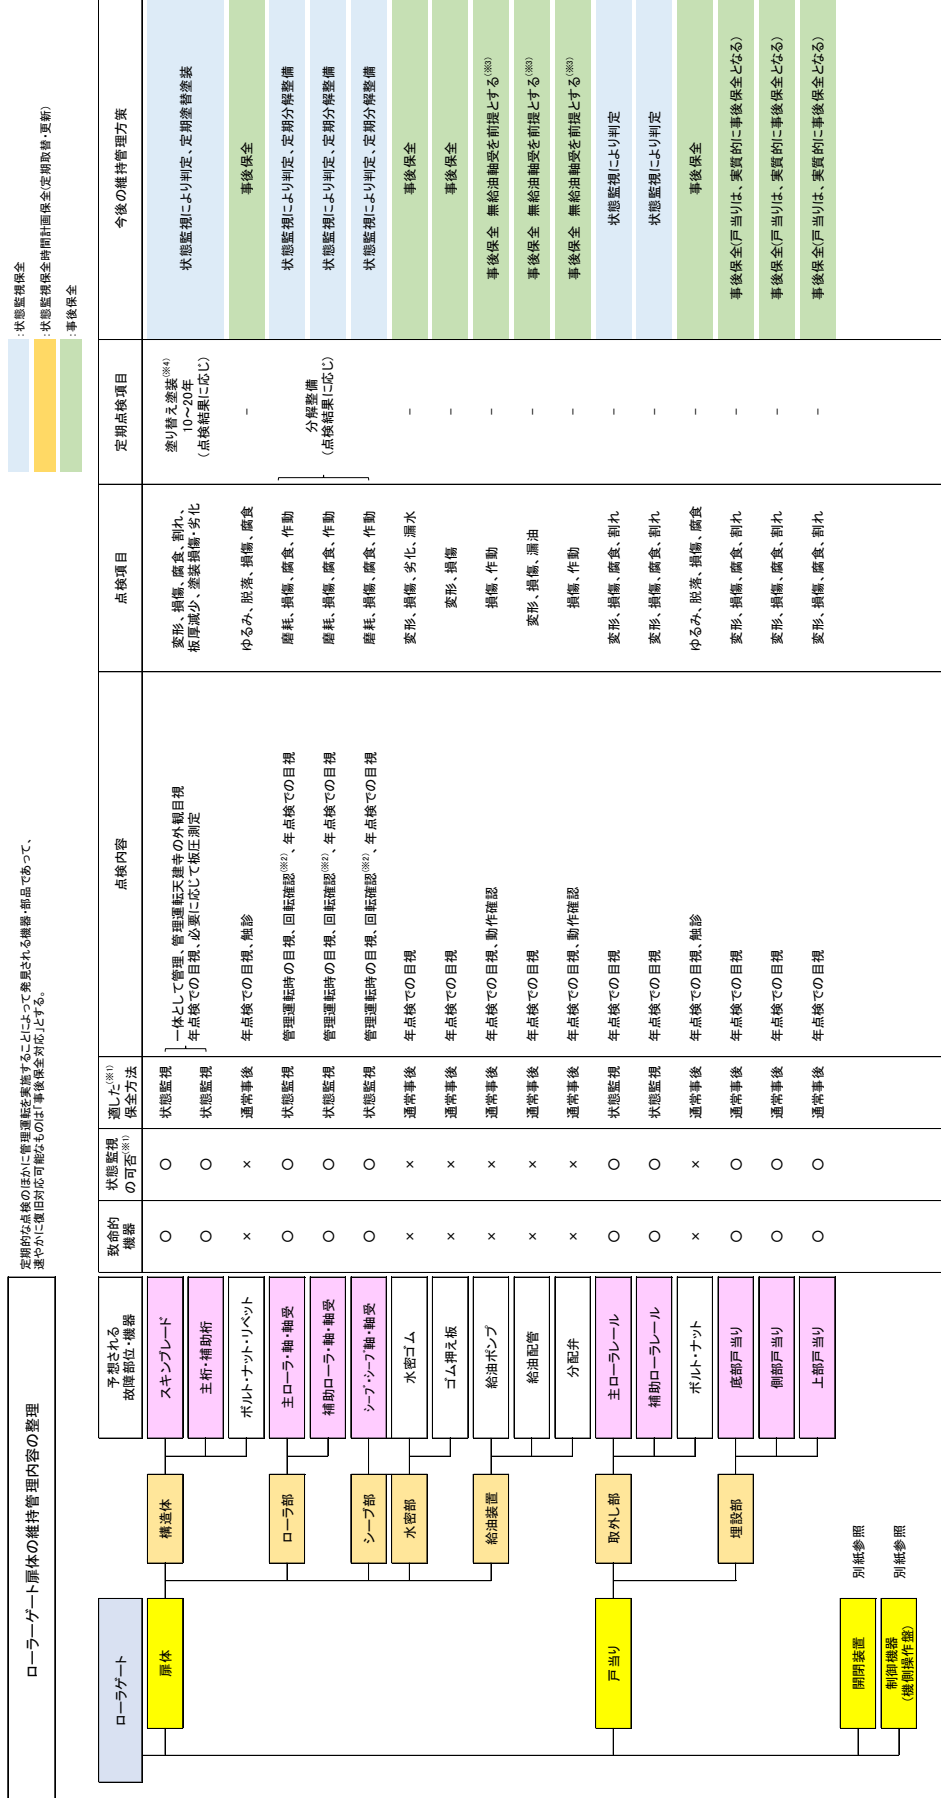 ローラーゲート扉体の維持管理内容の整理
定期的な点検のほかに管理運転を実施することによって発見される機器・部品であって、
速やかに復旧対応可能なものは「事後保全対応」とする。
:状態監視保全
:状態監視保全時間計画保全(定期取替・更新)
:事後保全
ローラゲート
予想される
故障部位・機器
致命的
機器
状態監視
の可否(※1)
適した(※1)
保全方法
点検内容
点検項目
定期点検項目
今後の維持管理方策
扉体
構造体
スキンプレード
○
○
状態監視
主桁・補助桁
○
○
状態監視
一体として管理、管理運転天建寺の外観目視
年点検での目視、必要に応じて板圧測定
変形、損傷、腐食、割れ、
板厚減少、塗装損傷・劣化
塗り替え塗装(※4)
10～20年
(点検結果に応じ)
状態監視により判定、定期塗替塗装
ボルト・ナット・リベット
×
×
通常事後
年点検での目視、触診
ゆるみ、脱落、損傷、腐食
－
事後保全
ローラ部
主ローラ・軸・軸受
○
○
状態監視
管理運転時の目視、回転確認(※2)、年点検での目視
磨耗、損傷、腐食、作動
状態監視により判定、定期分解整備
補助ローラ・軸・軸受
○
○
状態監視
管理運転時の目視、回転確認(※2)、年点検での目視
磨耗、損傷、腐食、作動
分解整備
(点検結果に応じ)
状態監視により判定、定期分解整備
シーブ部
シーブ・シーブ軸・軸受
○
○
状態監視
管理運転時の目視、回転確認(※2)、年点検での目視
磨耗、損傷、腐食、作動
状態監視により判定、定期分解整備
水密部
水密ゴム
×
×
通常事後
年点検での目視
変形、損傷、劣化、漏水
－
事後保全
ゴム押え板
×
×
通常事後
年点検での目視
変形、損傷
－
事後保全
給油装置
給油ポンプ
×
×
通常事後
年点検での目視、動作確認
損傷、作動
－
事後保全 無給油軸受を前提とする(※3)
給油配管
×
×
通常事後
年点検での目視
変形、損傷、漏油
－
事後保全 無給油軸受を前提とする(※3)
分配弁
×
×
通常事後
年点検での目視、動作確認
損傷、作動
－
事後保全 無給油軸受を前提とする(※3)
戸当り
取外し部
主ローラレール
○
○
状態監視
年点検での目視
変形、損傷、腐食、割れ
－
状態監視により判定
補助ローラレール
○
○
状態監視
年点検での目視
変形、損傷、腐食、割れ
－
状態監視により判定
ボルト・ナット
×
×
通常事後
年点検での目視、触診
ゆるみ、脱落、損傷、腐食
－
事後保全
埋設部
底部戸当り
○
○
通常事後
年点検での目視
変形、損傷、腐食、割れ
－
事後保全(戸当りは、実質的に事後保全となる)
側部戸当り
○
○
通常事後
年点検での目視
変形、損傷、腐食、割れ
－
事後保全(戸当りは、実質的に事後保全となる)
上部戸当り
○
○
通常事後
年点検での目視
変形、損傷、腐食、割れ
－
事後保全(戸当りは、実質的に事後保全となる)
開閉装置
別紙参照
制御機器
(機側操作盤)
別紙参照